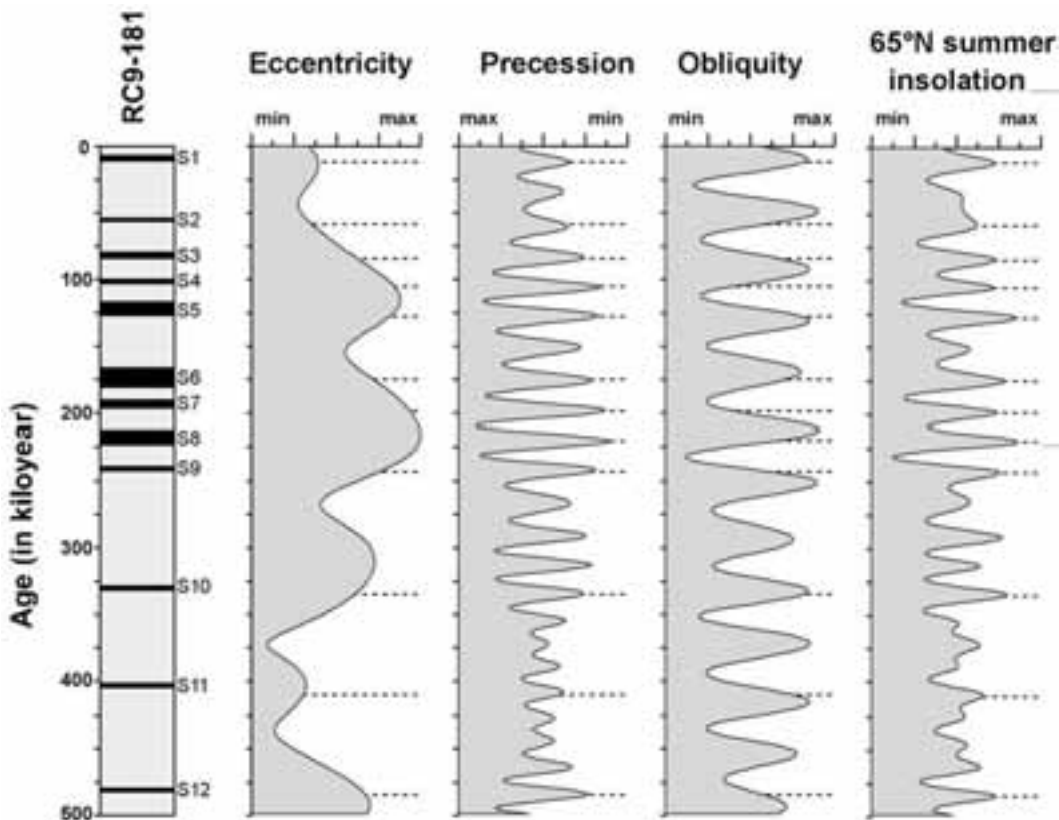 RC9-181
Eccentricity
Precession
Obliquity
65°N summer
insolation
min max
max min
min max
min max
0
100
200
300
400
500
Age (in kiloyear)
S1
S2
S3
S4
S5
S6
S7
S8
S9
S10
S11
S12